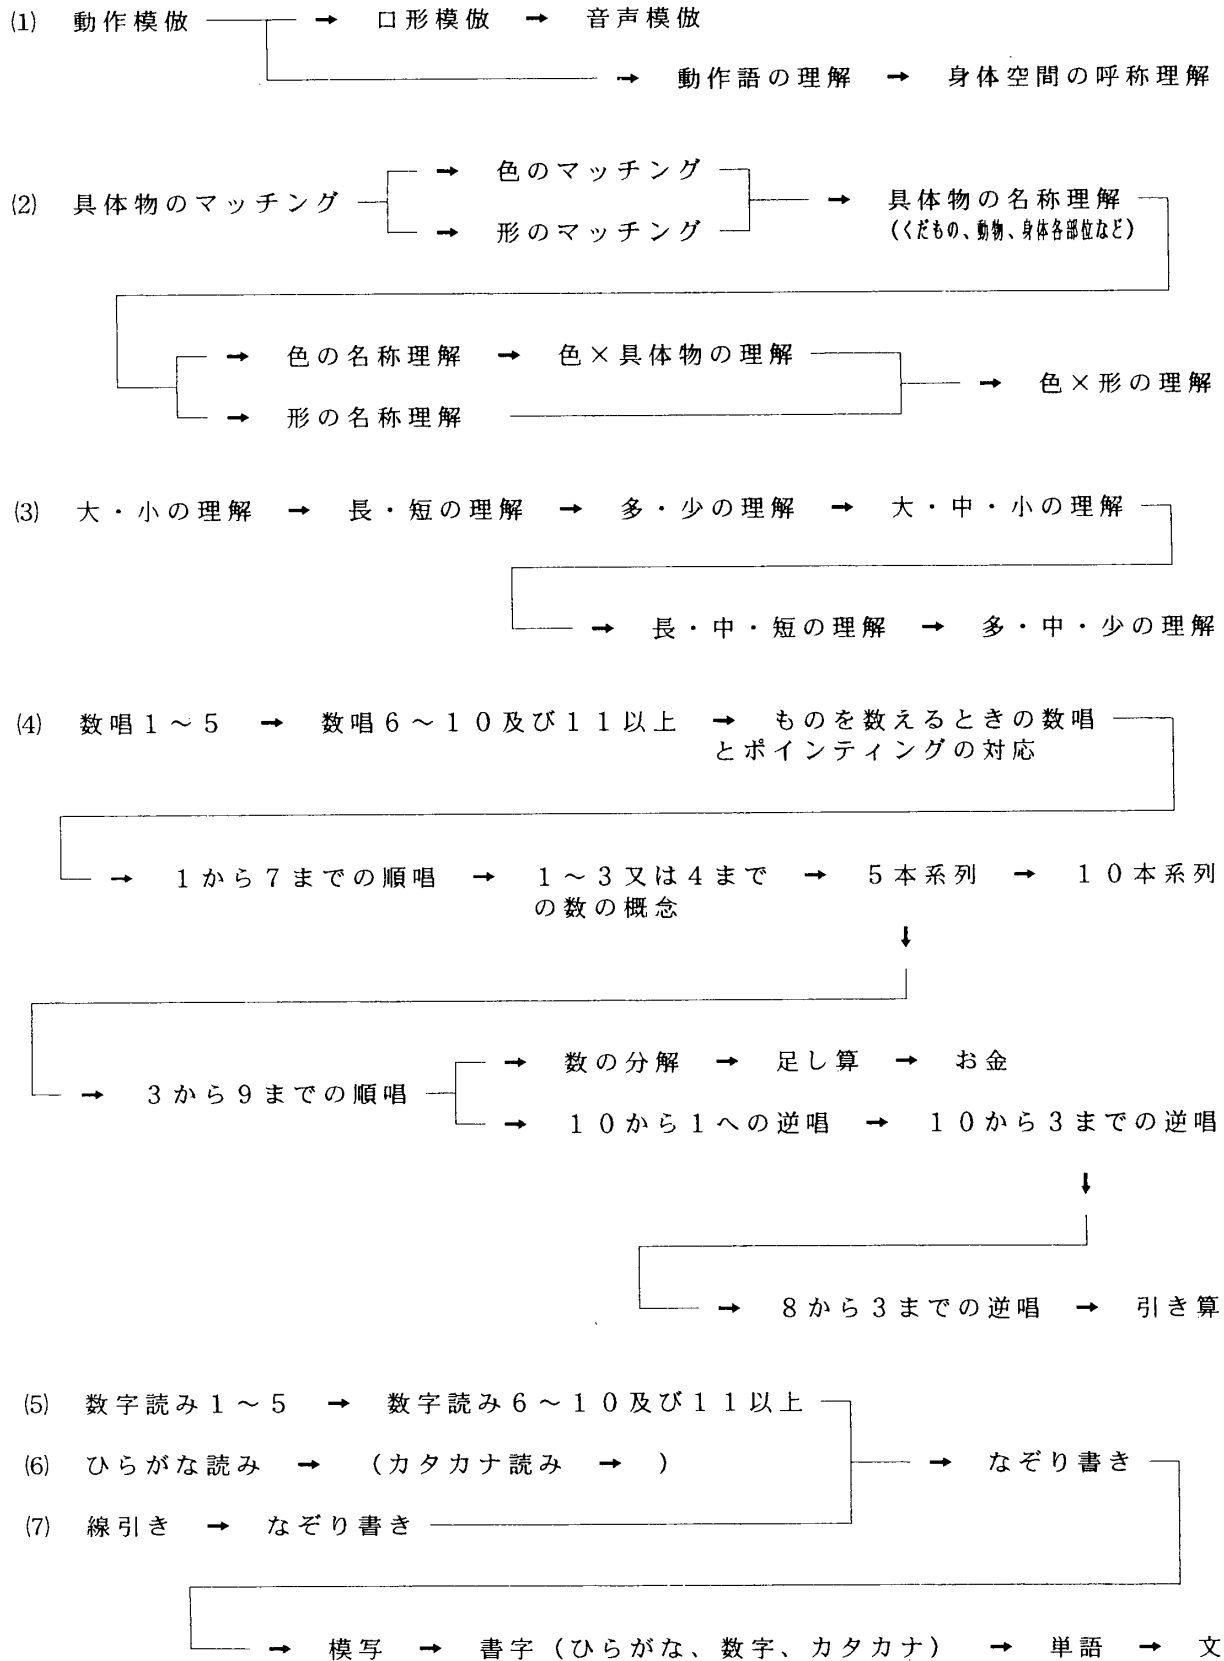 (1) 動作模倣 → 口形模倣 → 音声模倣
→ 動作語の理解 → 身体空間の呼称理解
→ 色のマッチング
(2) 具体物のマッチング → 具体物の名称理解
→ 形のマッチング (くだもの、動物、身体各部位など)
→ 色の名称理解 → 色×具体物の理解
→ 色×形の理解
→ 形の名称理解
(3) 大・小の理解 → 長・短の理解 → 多・少の理解 → 大・中・小の理解
→ 長・中・短の理解 → 多・中・少の理解
(4) 数唱1～5 → 数唱6～10及び11以上 → ものを数えるときの数唱
とポインティングの対応
→ 1から7までの順唱 → 1～3又は4まで → 5本系列 → 10本系列
の数の概念
↓
→ 数の分解 → 足し算 → お金
→ 3から9までの順唱
→ 10から1への逆唱 → 10から3までの逆唱
↓
→ 8から3までの逆唱 → 引き算
(5) 数字読み1～5 → 数字読み6～10及び11以上
(6) ひらがな読み → (カタカナ読み → ) → なぞり書き
(7) 線引き → なぞり書き
→ 模写 → 書字(ひらがな、数字、カタカナ) → 単語 → 文